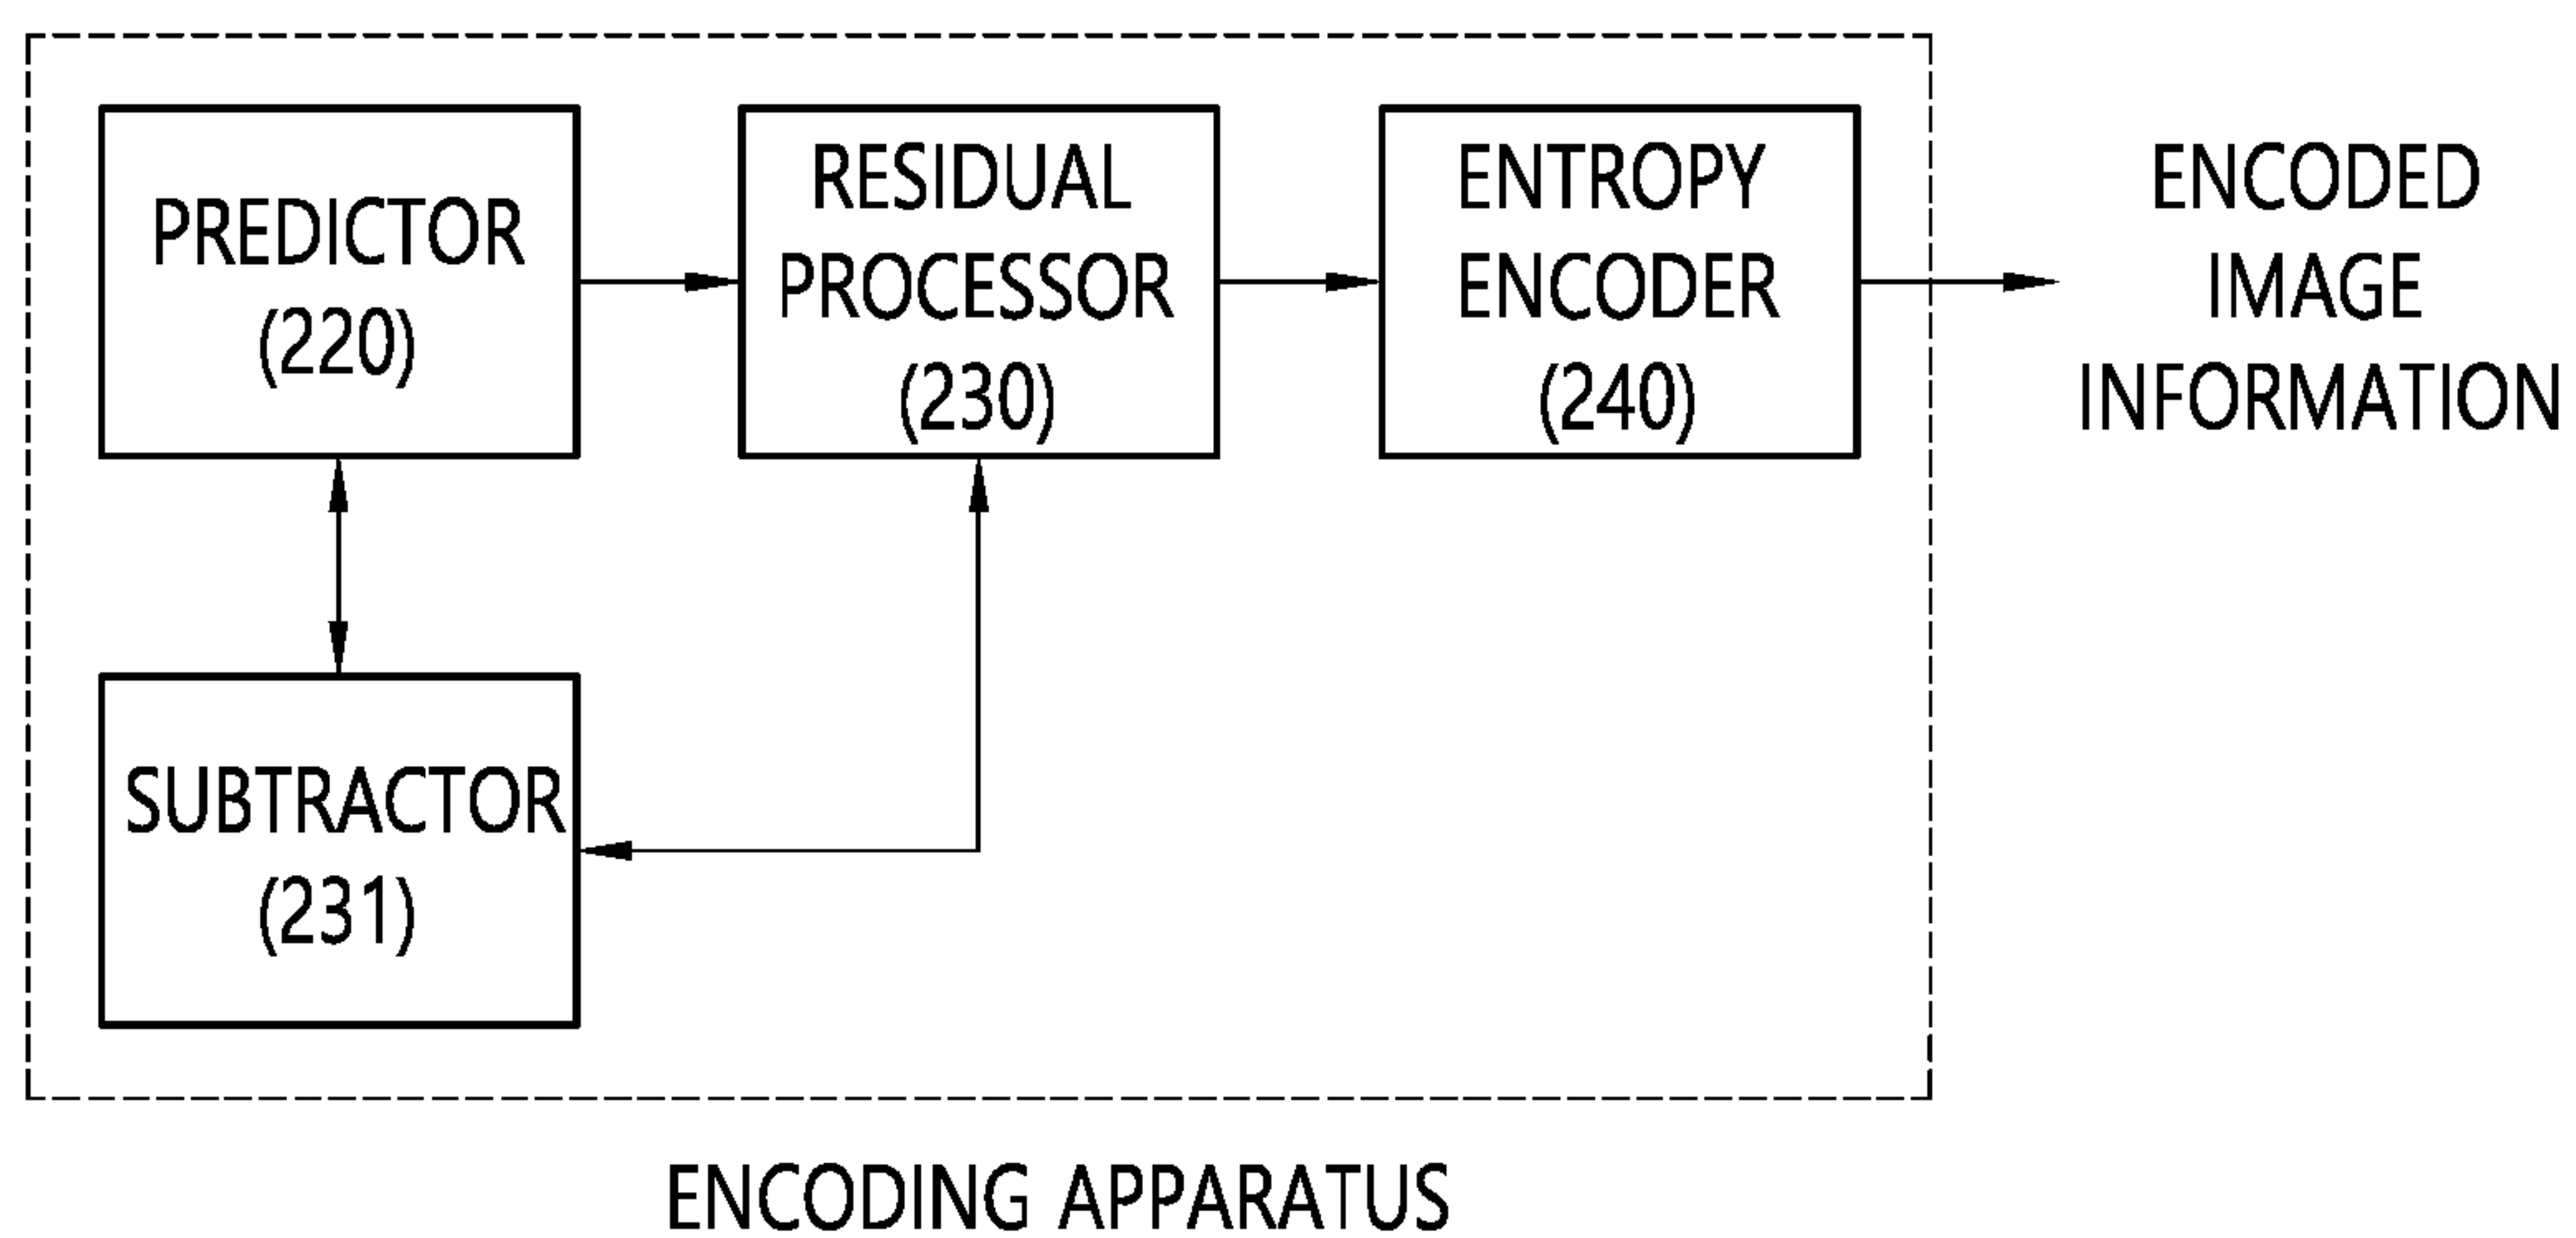 PREDICTOR
(220)
RESIDUAL
PROCESSOR
(230)
ENTROPY
ENCODER
(240)
ENCODED
IMAGE
INFORMATION
SUBTRACTOR
(231)
ENCODING APPARATUS